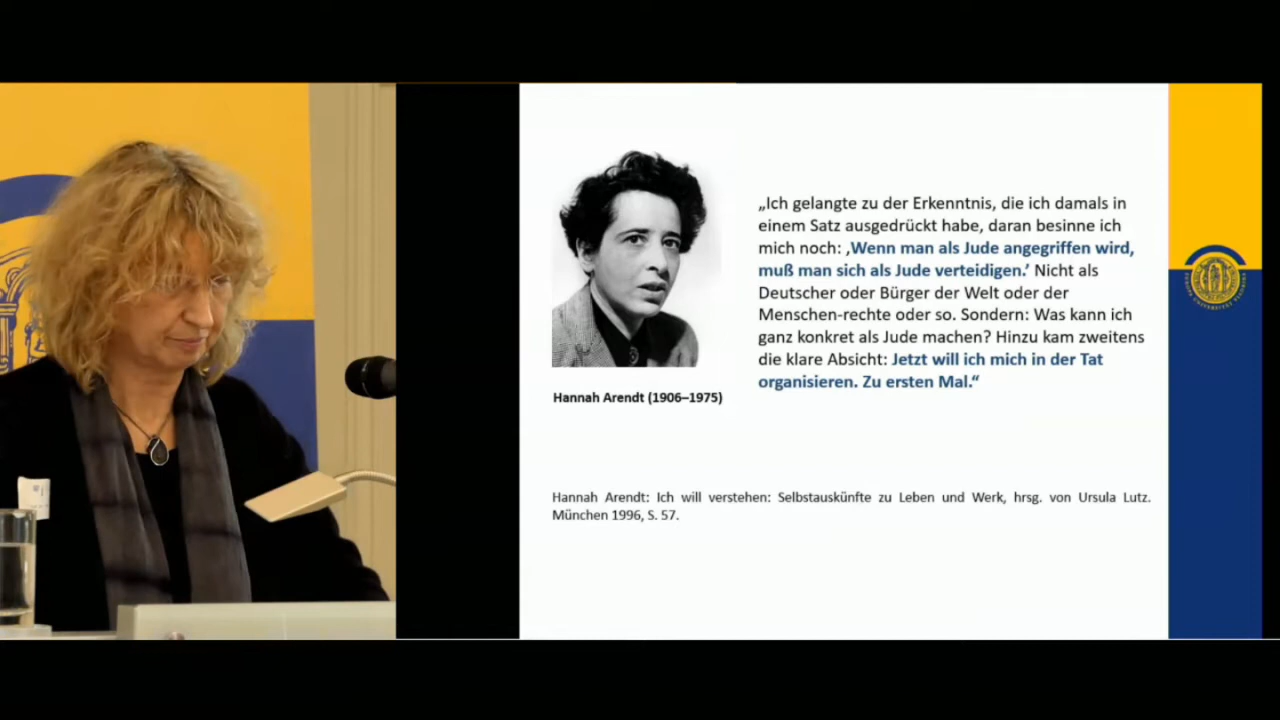 „Ich gelangte zu der Erkenntnis, die ich damals in
einem Satz ausgedrückt habe, daran besinne ich
mich noch: ‚Wenn man als Jude angegriffen wird,
muß man sich als Jude verteidigen.’ Nicht als
Deutscher oder Bürger der Welt oder der
Menschen-rechte oder so. Sondern: Was kann ich
ganz konkret als Jude machen? Hinzu kam zweitens
die klare Absicht: Jetzt will ich mich in der Tat
organisieren. Zu ersten Mal.“
Hannah Arendt (1906–1975)
Hannah Arendt: Ich will verstehen: Selbstauskünfte zu Leben und Werk, hrsg. von Ursula Lutz.
München 1996, S. 57.